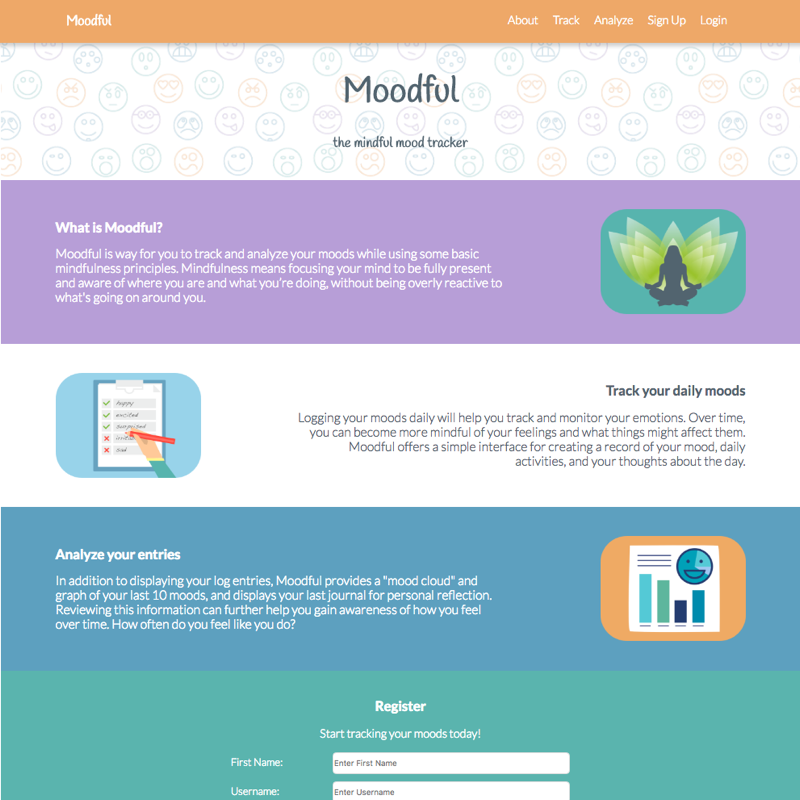 Moodful
About Track Analyze Sign Up Login
Moodful
the mindful mood tracker
What is Moodful?
Moodful is way for you to track and analyze your moods while using some basic
mindfulness principles. Mindfulness means focusing your mind to be fully present
and aware of where you are and what you're doing, without being overly reactive to
what's going on around you.
happy
excited
surprised
sad
Track your daily moods
Logging your moods daily will help you track and monitor your emotions. Over time,
you can become more mindful of your feelings and what things might affect them.
Moodful offers a simple interface for creating a record of your mood, daily
activities, and your thoughts about the day.
Analyze your entries
In addition to displaying your log entries, Moodful provides a "mood cloud" and
graph of your last 10 moods, and displays your last journal for personal reflection.
Reviewing this information can further help you gain awareness of how you feel
over time. How often do you feel like you do?
Register
Start tracking your moods today!
First Name: Enter First Name
Username: Enter Username